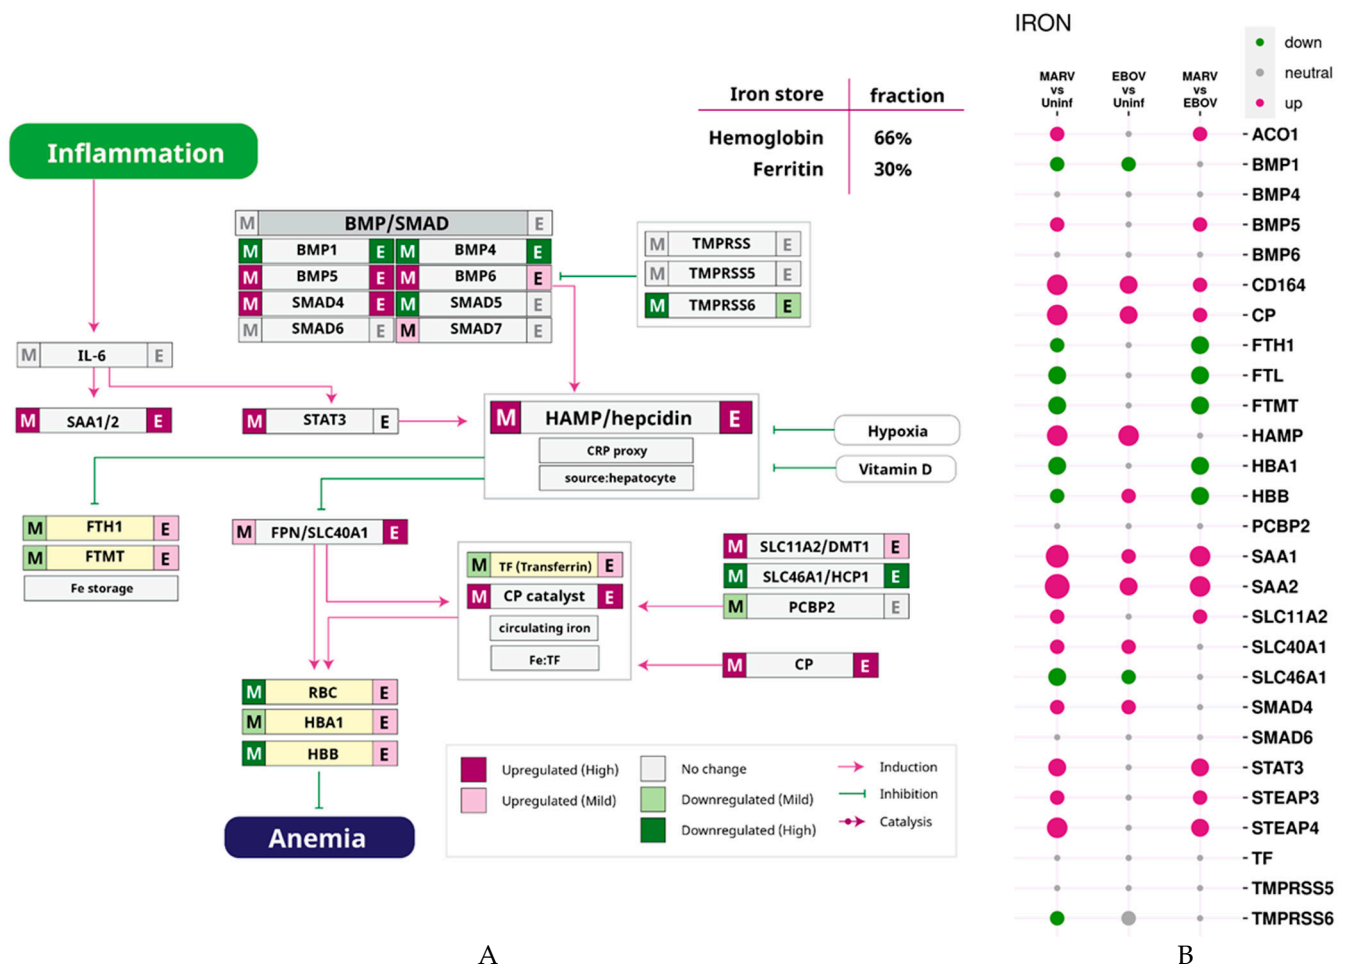 Iron store fraction
Hemoglobin 66%
Ferritin 30%
Inflammation
M BMP/SMAD E
M BMP1 E M BMP4 E
M BMP5 E M BMP6 E
M SMAD4 E M SMAD5 E
M SMAD6 E M SMAD7 E
M TMPRSS E
M TMPRSS5 E
M TMPRSS6 E
M IL-6 E
M SAA1/2 E
M STAT3 E
M HAMP/hepcidin E
CRP proxy
source:hepatocyte
Hypoxia
Vitamin D
M FTH1 E
M FTMT E
Fe storage
M FPN/SLC40A1 E
M TF (Transferrin) E
M CP catalyst E
circulating iron
Fe:TF
M SLC11A2/DMT1 E
M SLC46A1/HCP1 E
M PCBP2 E
M CP E
M RBC E
M HBA1 E
M HBB E
Anemia
Upregulated (High)
Upregulated (Mild)
No change
Downregulated (Mild)
Downregulated (High)
Induction
Inhibition
Catalysis
A
IRON
down
neutral
up
MARV
vs
Uninf
EBOV
vs
Uninf
MARV
vs
EBOV
ACO1
BMP1
BMP4
BMP5
BMP6
CD164
CP
FTH1
FTL
FTMT
HAMP
HBA1
HBB
PCBP2
SAA1
SAA2
SLC11A2
SLC40A1
SLC46A1
SMAD4
SMAD6
STAT3
STEAP3
STEAP4
TF
TMPRSS5
TMPRSS6
B